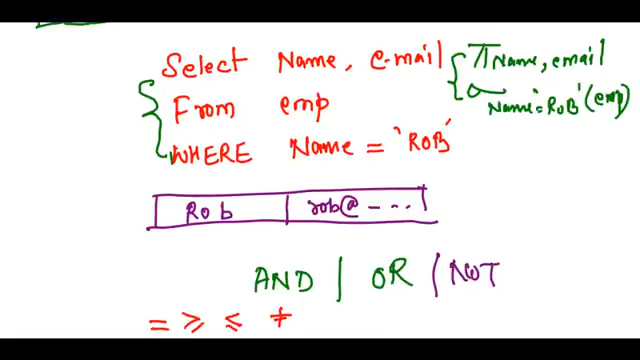 Select Name, e-mail
From emp
WHERE Name = 'ROB'
π Name, email
σ Name='ROB' (emp)
Rob | rob@ - ...
AND | OR | NOT
= ≥ ≤ ≠